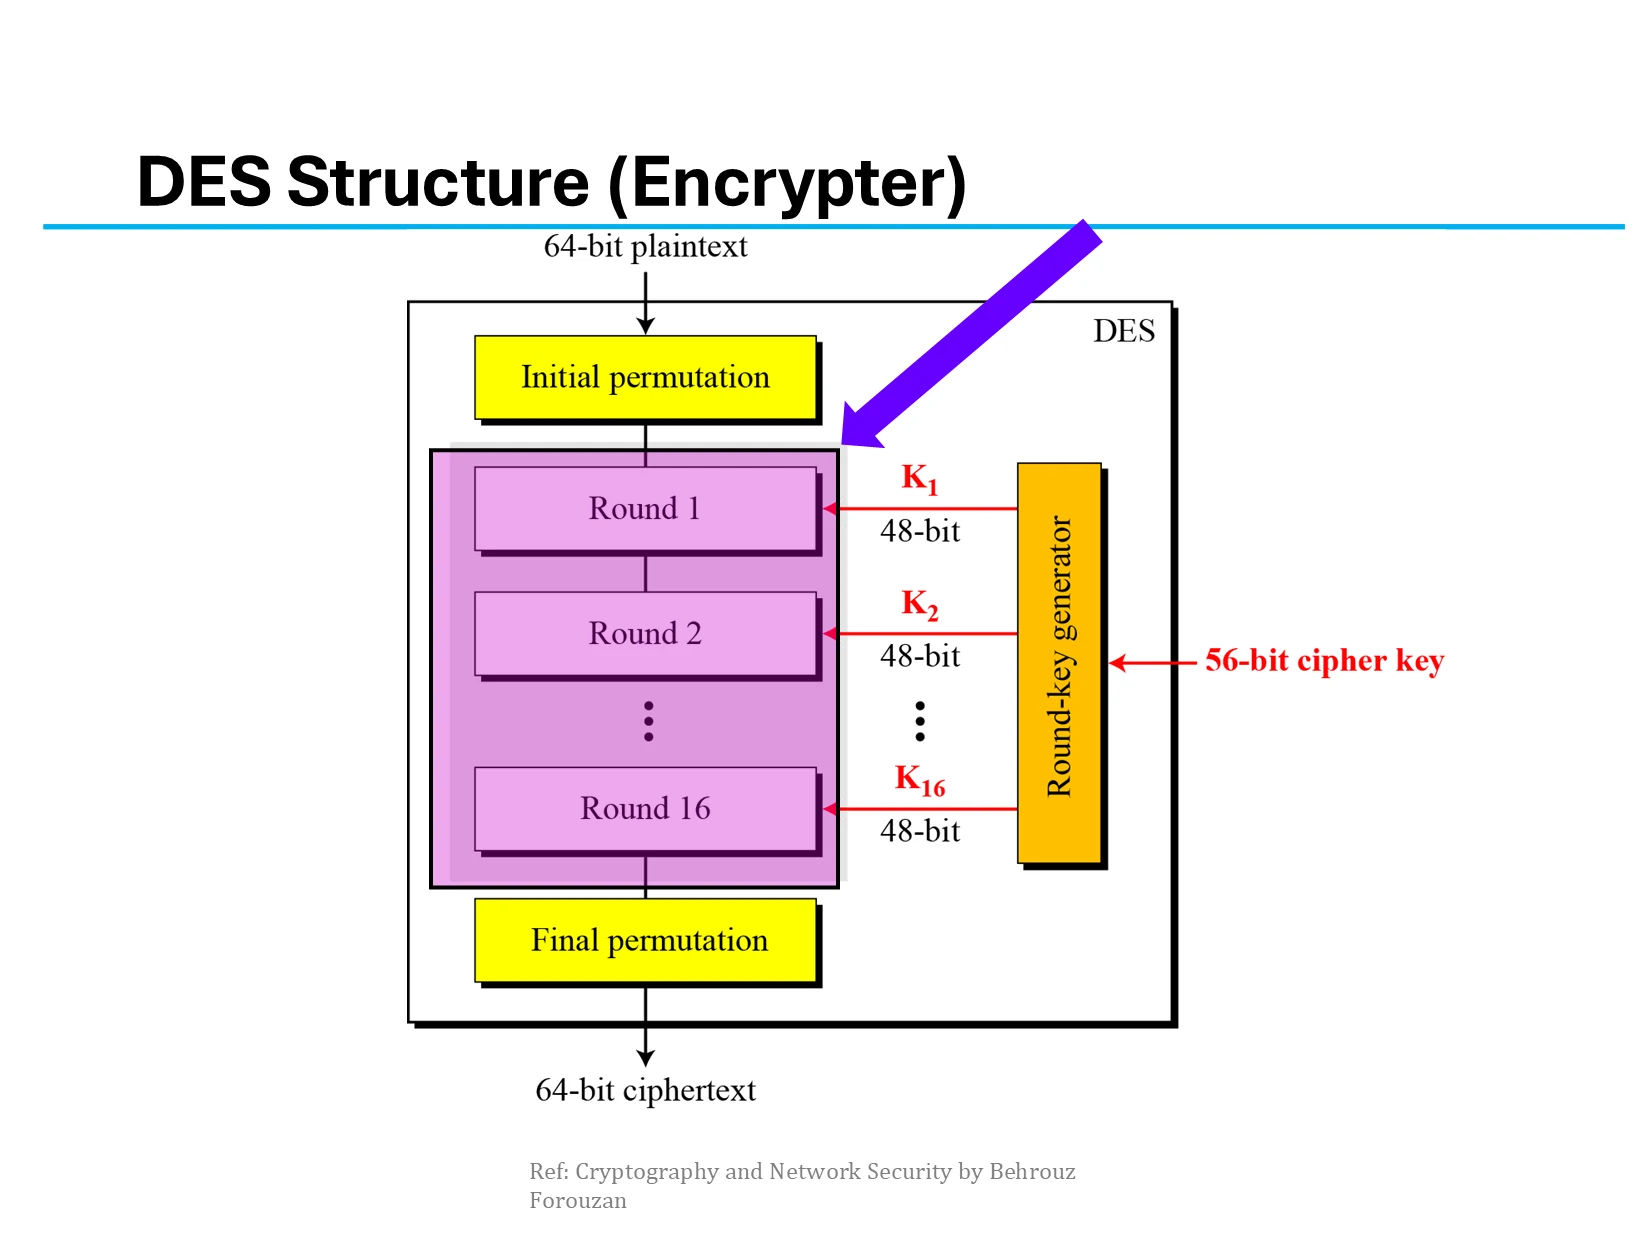 DES Structure (Encrypter)
64-bit plaintext
DES
Initial permutation
Round 1
K1
48-bit
Round 2
K2
48-bit
Round-key generator
56-bit cipher key
Round 16
K16
48-bit
Final permutation
64-bit ciphertext
Ref: Cryptography and Network Security by Behrouz
Forouzan